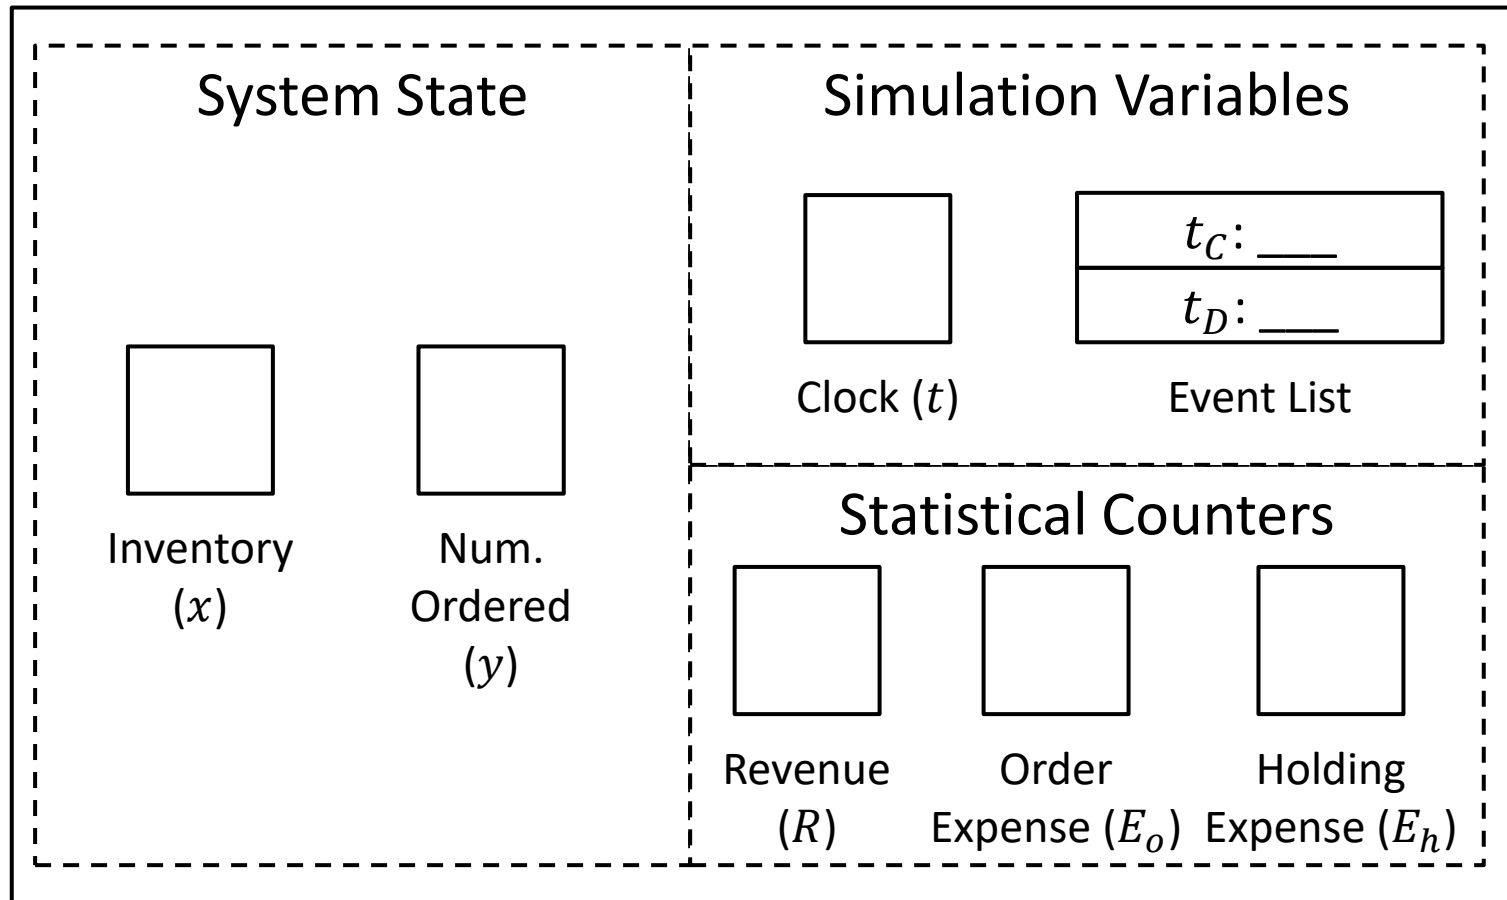 System State
Inventory
(x)
Num.
Ordered
(y)
Simulation Variables
Clock (t)
t_C: ___
t_D: ___
Event List
Statistical Counters
Revenue
(R)
Order
Expense (E_o)
Holding
Expense (E_h)